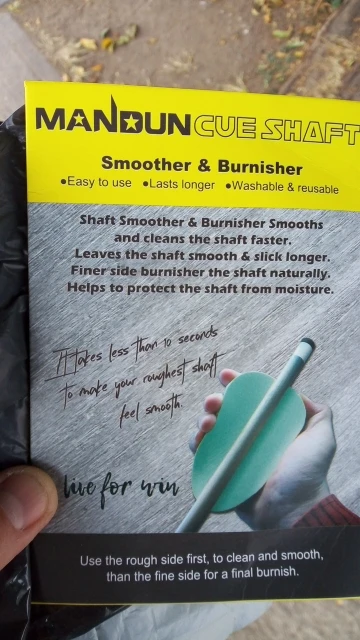 MANDUN CUE SHAFT
Smoother & Burnisher
•Easy to use •Lasts longer •Washable & reusable
Shaft Smoother & Burnisher Smooths
and cleans the shaft faster.
Leaves the shaft smooth & slick longer.
Finer side burnisher the shaft naturally.
Helps to protect the shaft from moisture.
It takes less than 10 seconds
to make your roughest shaft
feel smooth.
live for win
Use the rough side first, to clean and smooth,
than the fine side for a final burnish.